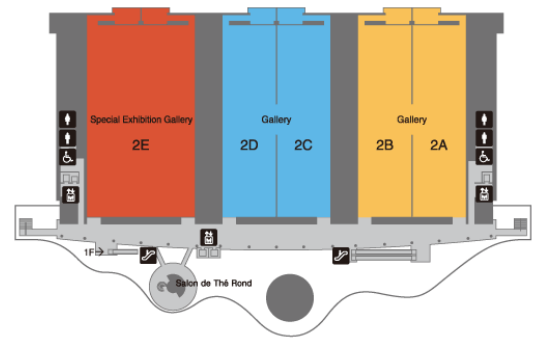 Special Exhibition Gallery
2E
Gallery
2D
2C
Gallery
2B
2A
1F
Salon de Thé Rond